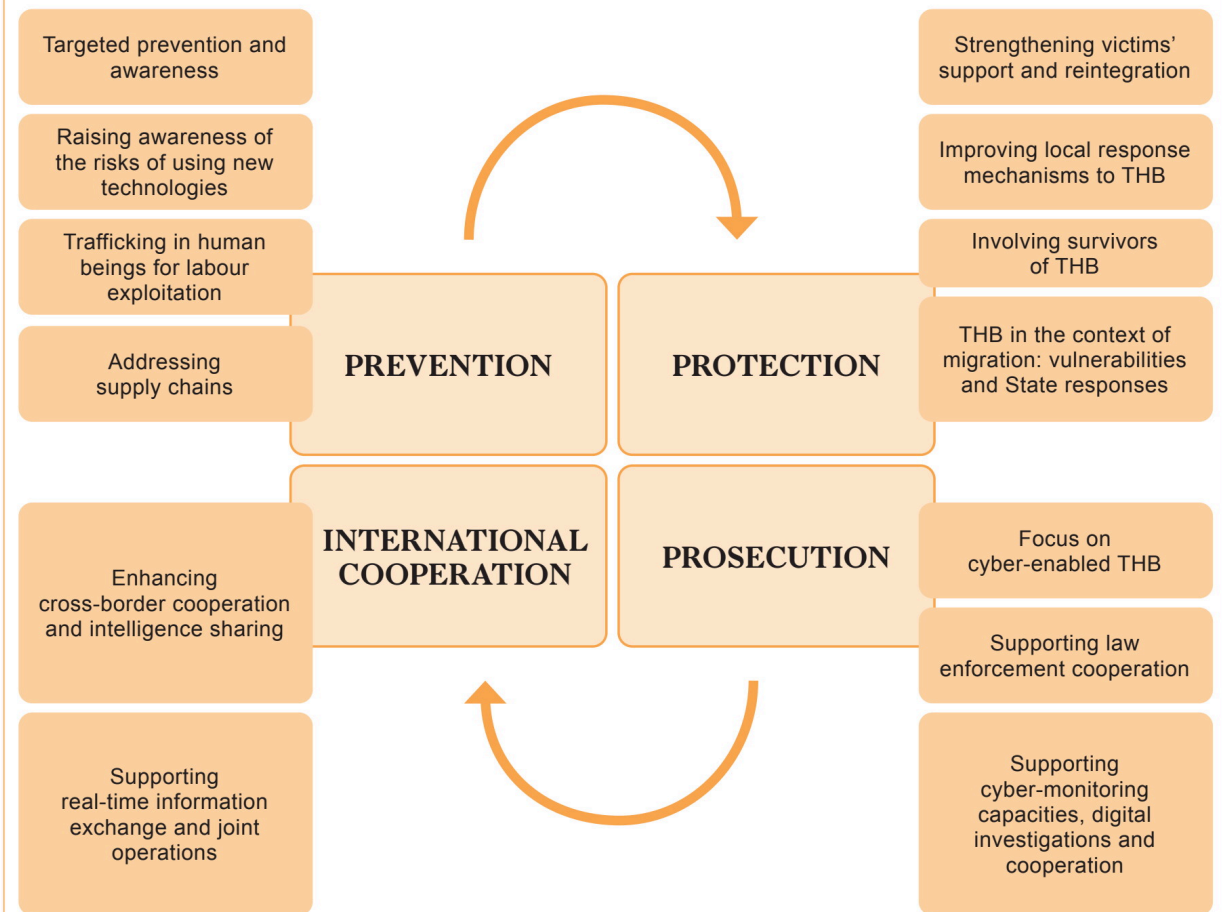 Targeted prevention and
awareness
Raising awareness of
the risks of using new
technologies
Trafficking in human
beings for labour
exploitation
Addressing
supply chains
PREVENTION
PROTECTION
Strengthening victims’
support and reintegration
Improving local response
mechanisms to THB
Involving survivors
of THB
THB in the context of
migration: vulnerabilities
and State responses
Enhancing
cross-border cooperation
and intelligence sharing
Supporting
real-time information
exchange and joint
operations
INTERNATIONAL
COOPERATION
PROSECUTION
Focus on
cyber-enabled THB
Supporting law
enforcement cooperation
Supporting
cyber-monitoring
capacities, digital
investigations and
cooperation